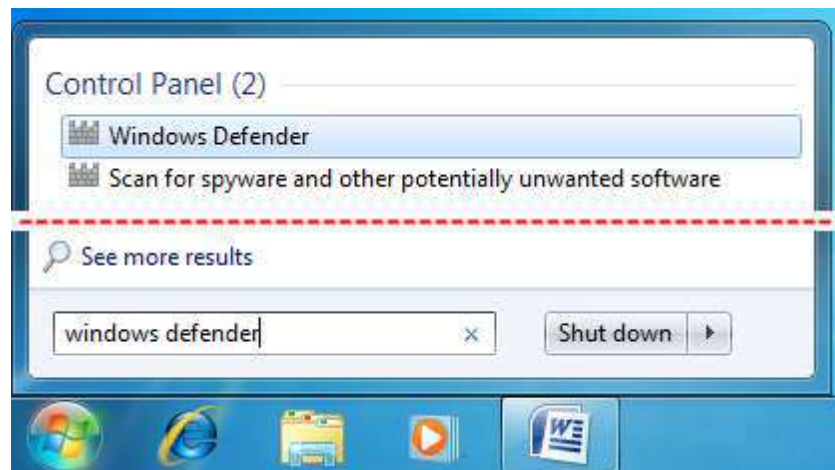 Control Panel (2)
Windows Defender
Scan for spyware and other potentially unwanted software
See more results
windows defender
Shut down
W